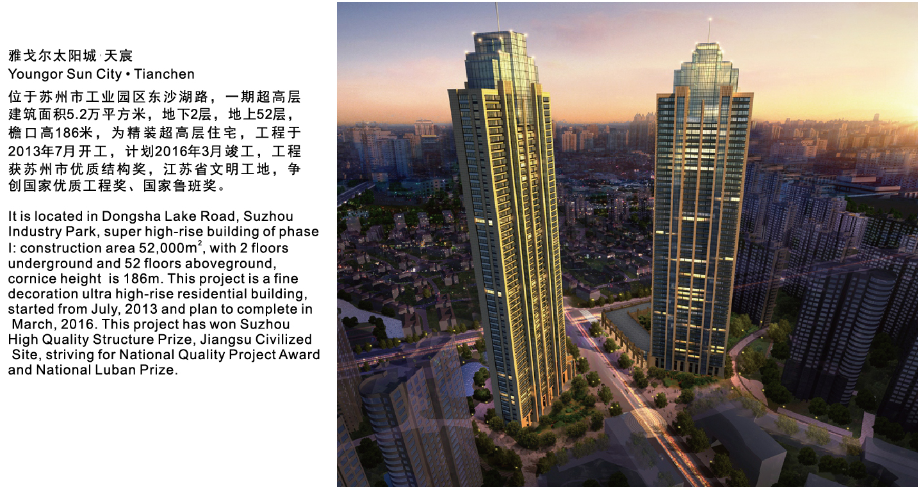 雅戈尔太阳城·天宸
Youngor Sun City • Tianchen
位于苏州市工业园区东沙湖路，一期超高层
建筑面积5.2万平方米，地下2层，地上52层，
檐口高186米，为精装超高层住宅，工程于
2013年7月开工，计划2016年3月竣工，工程
获苏州市优质结构奖，江苏省文明工地，争
创国家优质工程奖、国家鲁班奖。
It is located in Dongsha Lake Road, Suzhou
Industry Park, super high-rise building of phase
I: construction area 52,000m², with 2 floors
underground and 52 floors aboveground,
cornice height is 186m. This project is a fine
decoration ultra high-rise residential building,
started from July, 2013 and plan to complete in
March, 2016. This project has won Suzhou
High Quality Structure Prize, Jiangsu Civilized
Site, striving for National Quality Project Award
and National Luban Prize.